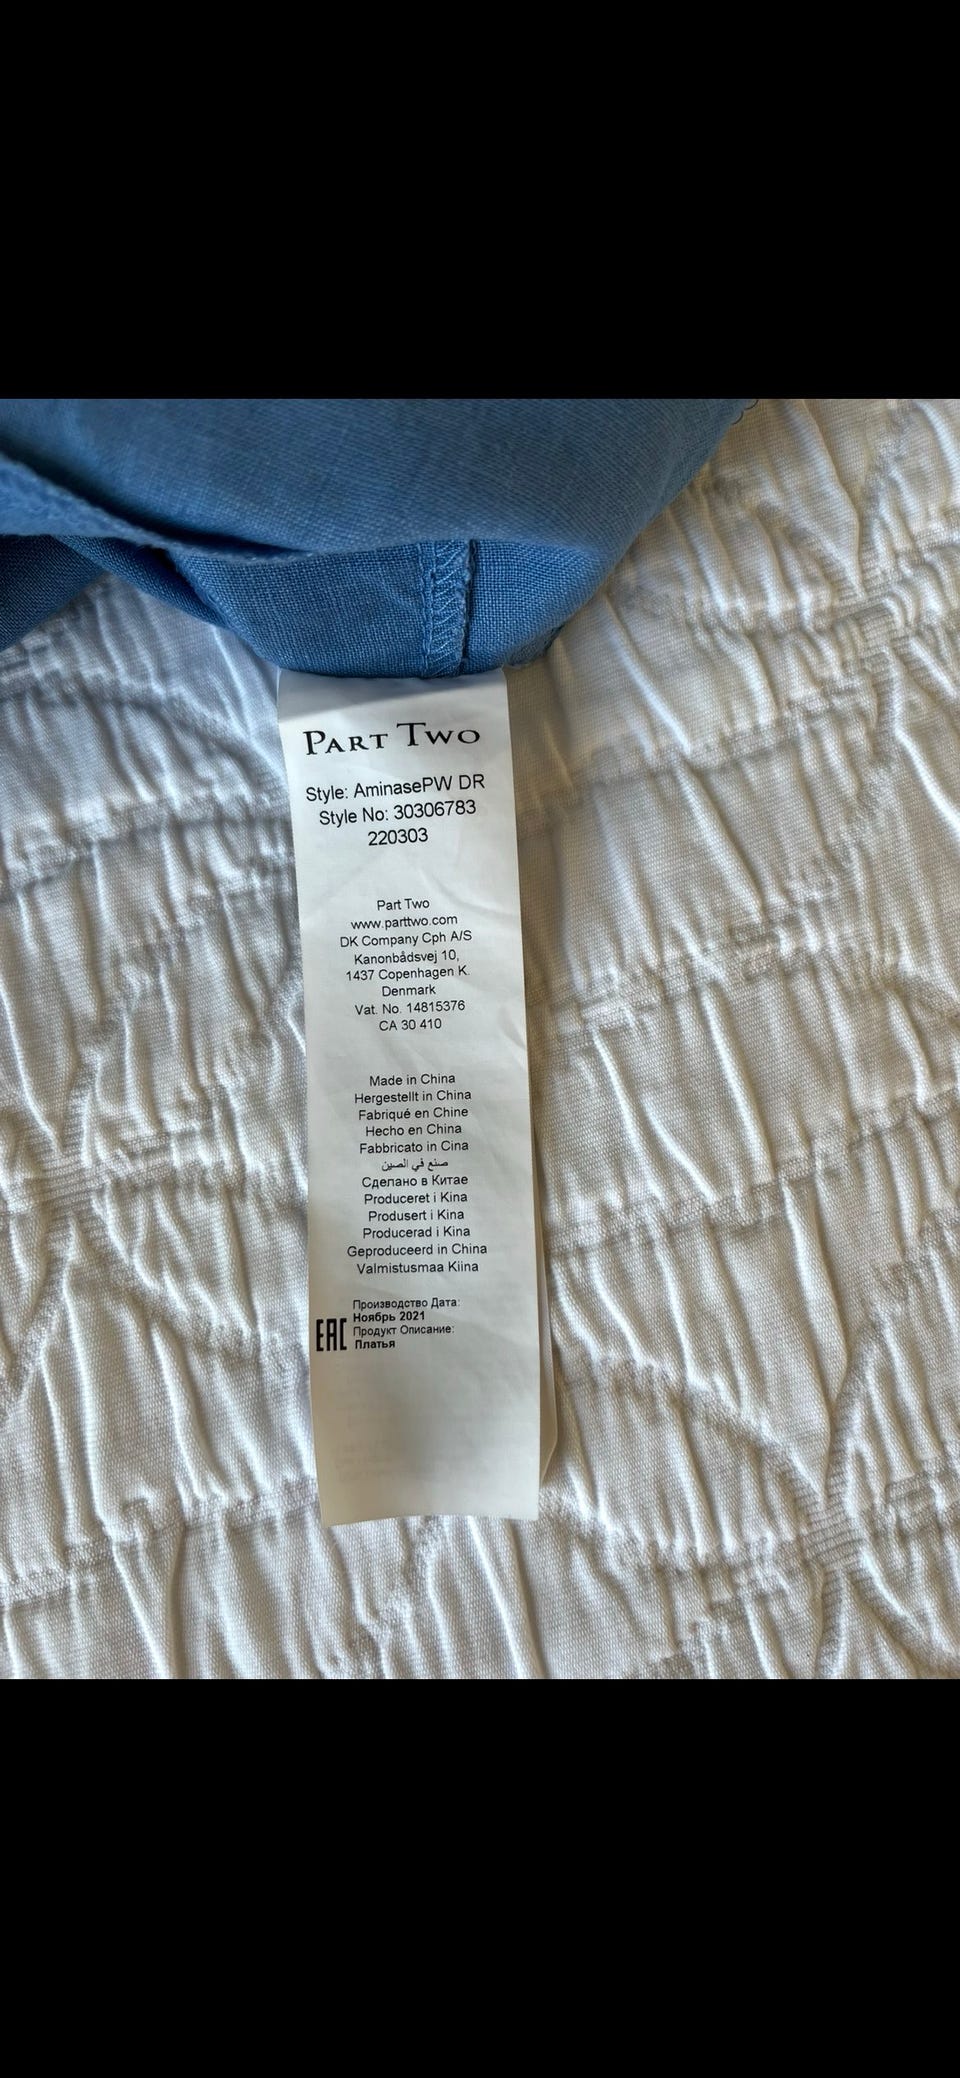 PART TWO
Style: AminasePW DR
Style No: 30306783
220303
Part Two
www.parttwo.com
DK Company Cph A/S
Kanonbådsvej 10,
1437 Copenhagen K.
Denmark
Vat. No. 14815376
CA 30 410
Made in China
Hergestellt in China
Fabriqué en Chine
Hecho en China
Fabbricato in Cina
صنع في الصين
Сделано в Китае
Produceret i Kina
Produsert i Kina
Producerad i Kina
Geproduceerd in China
Valmistusmaa Kiina
Производство Дата:
Ноябрь 2021
EAC Продукт Описание:
Платья